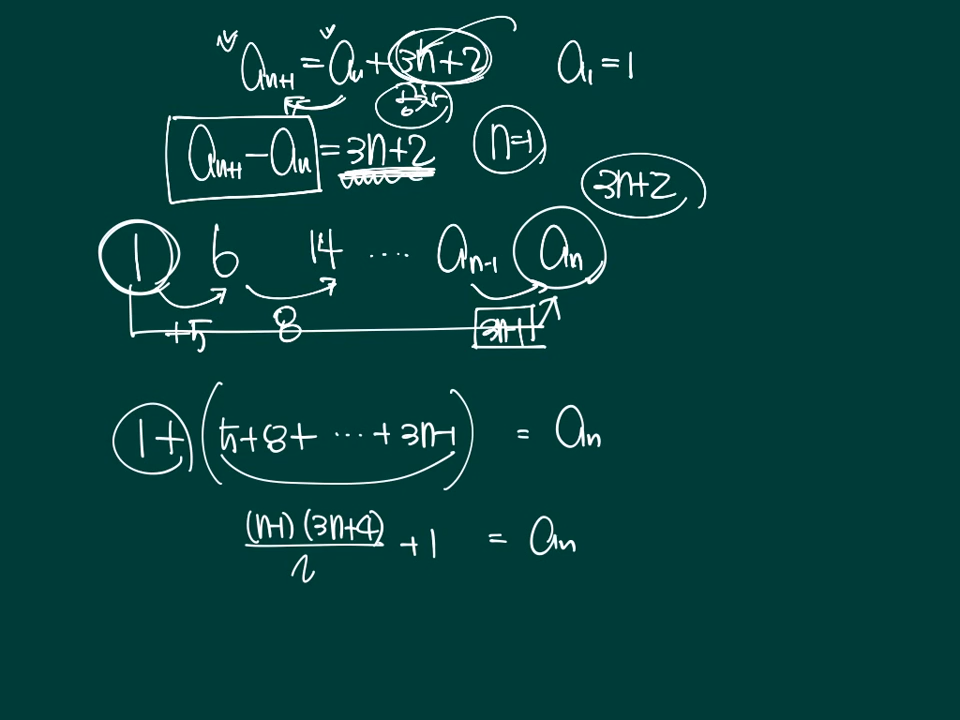 aₙ₊₁ = aₙ + 3n+2 a₁ = 1
aₙ₊₁ − aₙ = 3n+2 n=1
3n+2
1 6 14 ···· aₙ₋₁ aₙ
+5 8 3n-1
1 + (5+8+ ··· + 3n-1) = aₙ
(n-1)(3n+4)/2 + 1 = aₙ